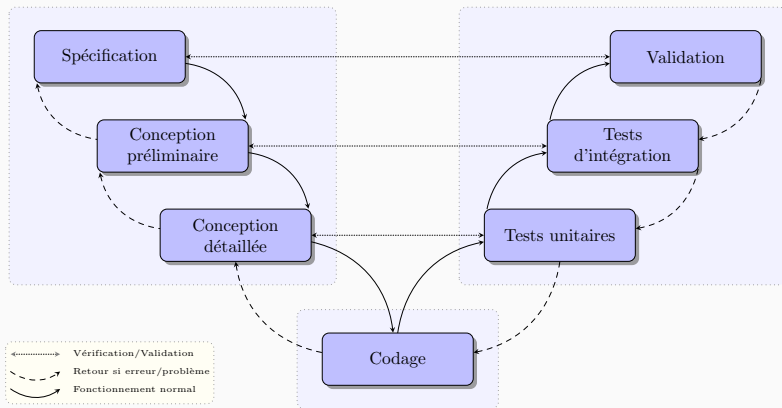 Spécification
Validation
Conception
préliminaire
Tests
d'intégration
Conception
détaillée
Tests unitaires
Codage
Vérification/Validation
Retour si erreur/problème
Fonctionnement normal